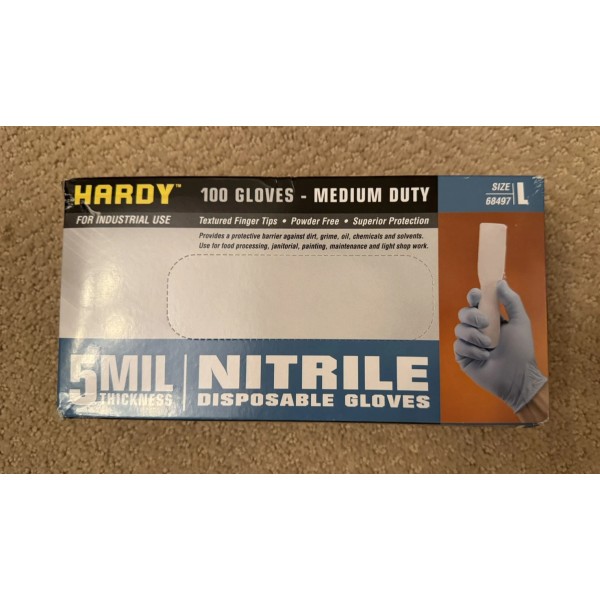 HARDY™
FOR INDUSTRIAL USE
100 GLOVES - MEDIUM DUTY
Textured Finger Tips • Powder Free • Superior Protection
Provides a protective barrier against dirt, grime, oil, chemicals and solvents.
Use for food processing, janitorial, painting, maintenance and light shop work.
SIZE
68497
L
5 MIL
THICKNESS
NITRILE
DISPOSABLE GLOVES